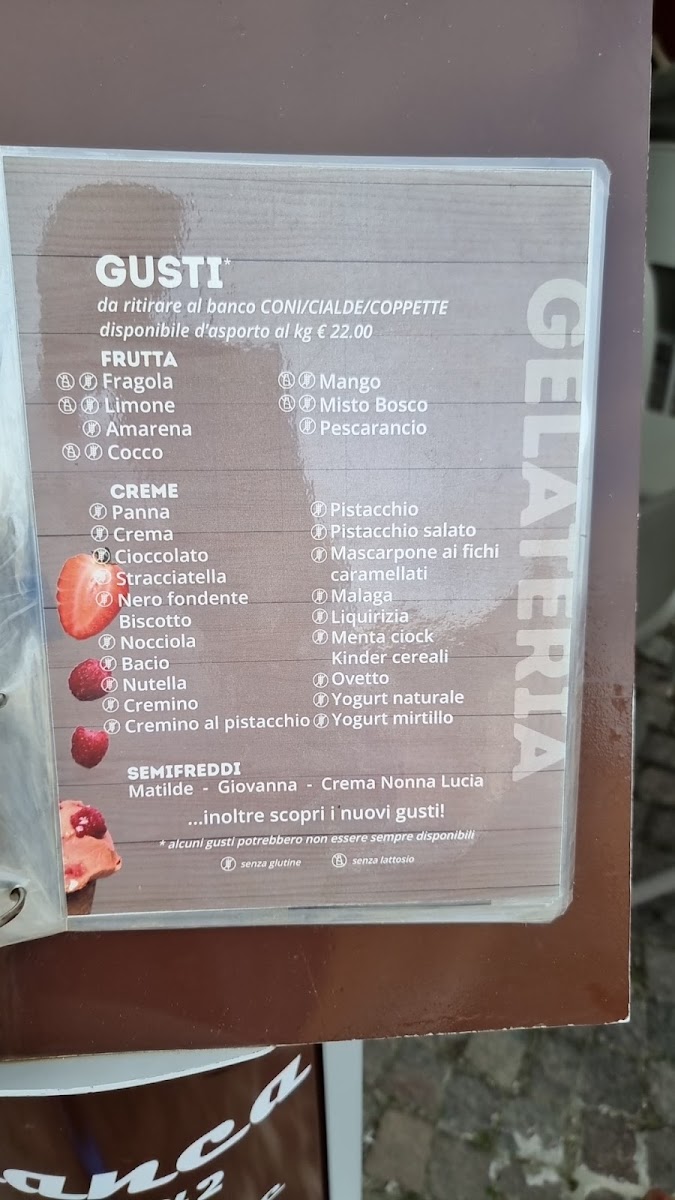 GUSTI*
da ritirare al banco CONI/CIALDE/COPPETTE
disponibile d'asporto al kg € 22.00
FRUTTA
Fragola
Limone
Amarena
Cocco
Mango
Misto Bosco
Pescarancio
CREME
Panna
Crema
Cioccolato
Stracciatella
Nero fondente
Biscotto
Nocciola
Bacio
Nutella
Cremino
Cremino al pistacchio
Pistacchio
Pistacchio salato
Mascarpone ai fichi
caramellati
Malaga
Liquirizia
Menta ciock
Kinder cereali
Ovetto
Yogurt naturale
Yogurt mirtillo
SEMIFREDDI
Matilde - Giovanna - Crema Nonna Lucia
...inoltre scopri i nuovi gusti!
* alcuni gusti potrebbero non essere sempre disponibili
senza glutine
senza lattosio
GELATERIA
anca